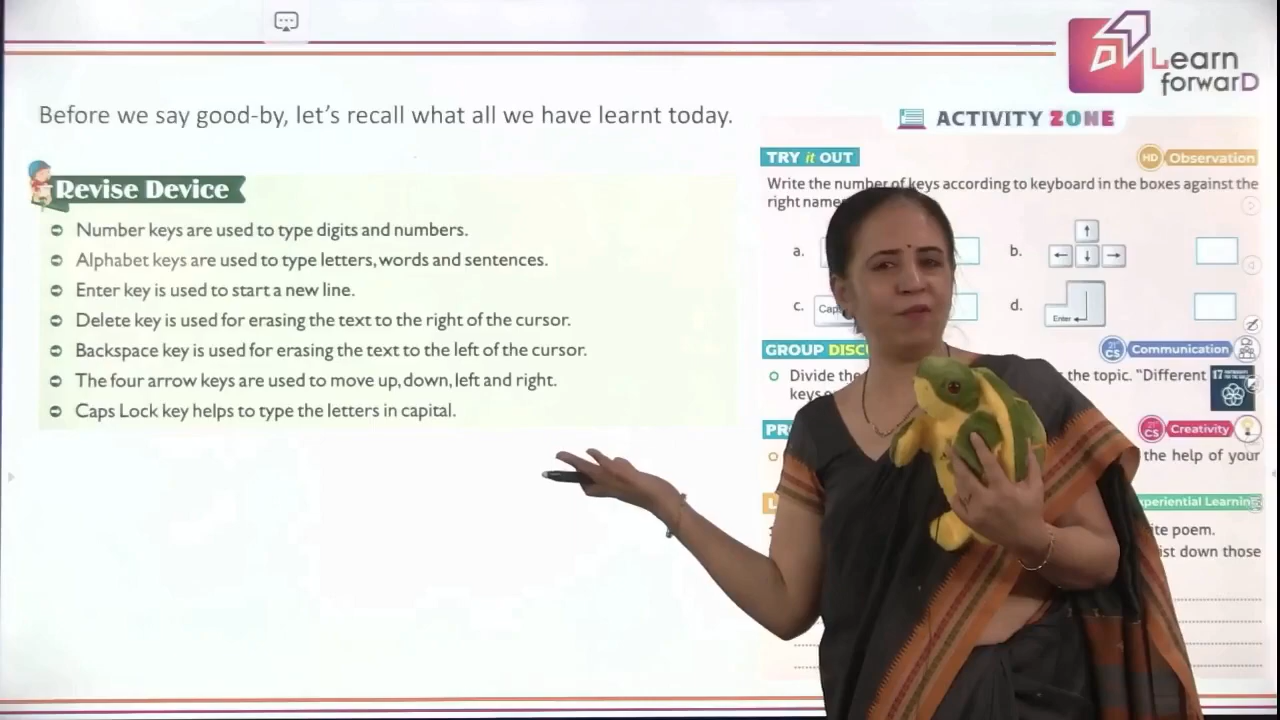 Learn
forwarD
Before we say good-by, let's recall what all we have learnt today.
Revise Device
Number keys are used to type digits and numbers.
Alphabet keys are used to type letters, words and sentences.
Enter key is used to start a new line.
Delete key is used for erasing the text to the right of the cursor.
Backspace key is used for erasing the text to the left of the cursor.
The four arrow keys are used to move up, down, left and right.
Caps Lock key helps to type the letters in capital.
ACTIVITY ZONE
TRY it OUT
HD Observation
Write the number of keys according to keyboard in the boxes against the
right
a.
b.
c. Caps
d. Enter
GROUP
21st CS Communication
Divide the the topic. "Different
keys
17
21st CS Creativity
the help of your
Learning
poem.
down those